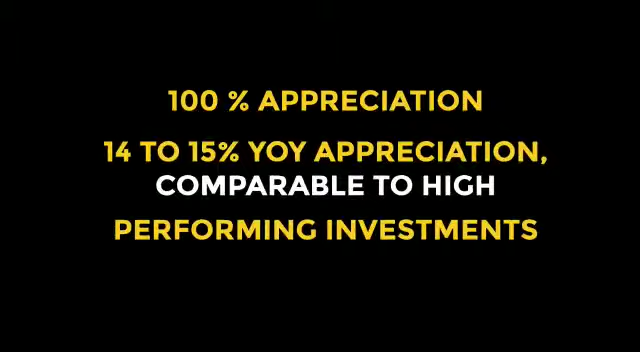 100 % APPRECIATION
14 TO 15% YOY APPRECIATION,
COMPARABLE TO HIGH
PERFORMING INVESTMENTS